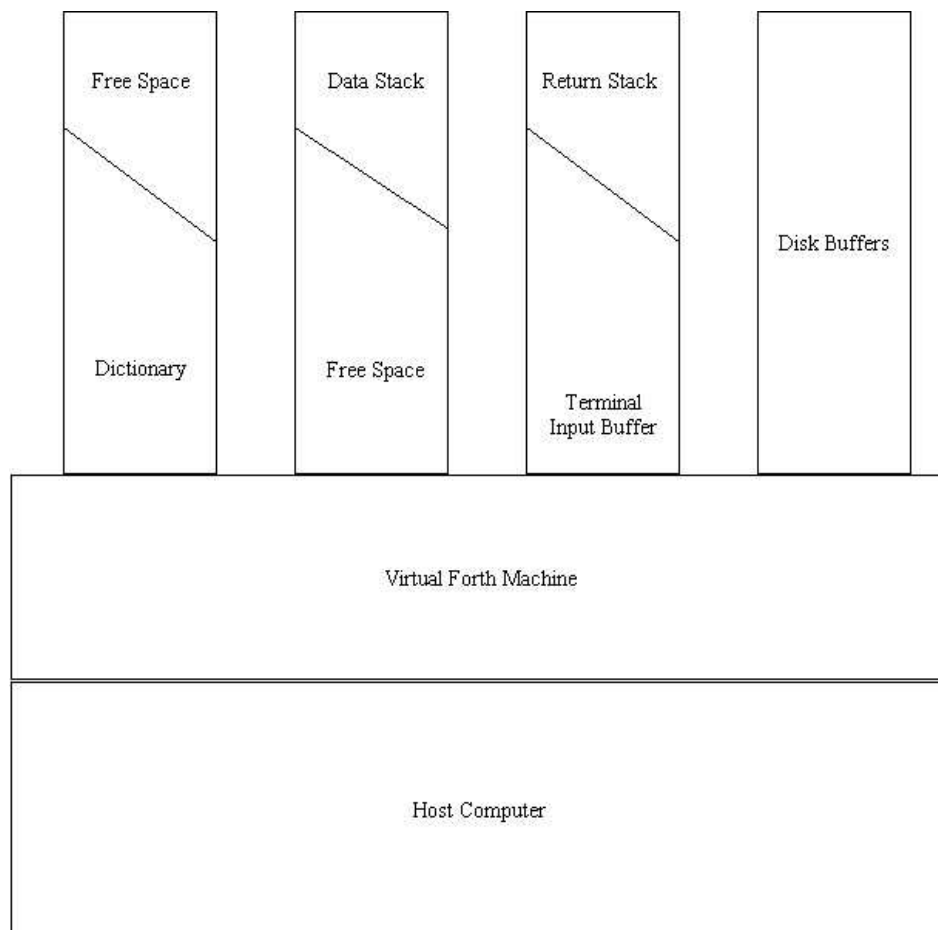 Free Space
Data Stack
Return Stack
Disk Buffers
Dictionary
Free Space
Terminal
Input Buffer
Virtual Forth Machine
Host Computer